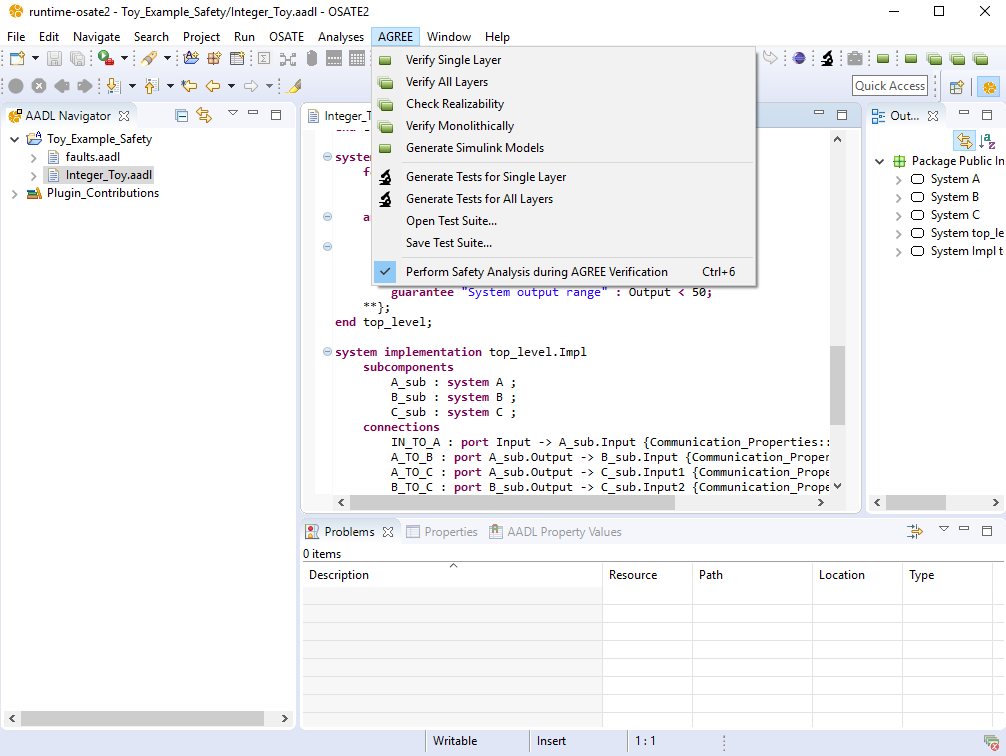 runtime-osate2 - Toy_Example_Safety/Integer_Toy.aadl - OSATE2
File Edit Navigate Search Project Run OSATE Analyses AGREE Window Help
Quick Access
AADL Navigator
Toy_Example_Safety
faults.aadl
Integer_Toy.aadl
Plugin_Contributions
Verify Single Layer
Verify All Layers
Check Realizability
Verify Monolithically
Generate Simulink Models
Generate Tests for Single Layer
Generate Tests for All Layers
Open Test Suite...
Save Test Suite...
Perform Safety Analysis during AGREE Verification Ctrl+6
Integer_T
syste
fe
a
guarantee "System output range" : Output < 50;
**};
end top_level;
system implementation top_level.Impl
subcomponents
A_sub : system A ;
B_sub : system B ;
C_sub : system C ;
connections
IN_TO_A : port Input -> A_sub.Input {Communication_Properties::
A_TO_B : port A_sub.Output -> B_sub.Input {Communication_Proper
A_TO_C : port A_sub.Output -> C_sub.Input1 {Communication_Prope
B_TO_C : port B_sub.Output -> C_sub.Input2 {Communication_Prope
Out...
Package Public In
System A
System B
System C
System top_le
System Impl t
Problems Properties AADL Property Values
0 items
Description Resource Path Location Type
Writable Insert 1 : 1